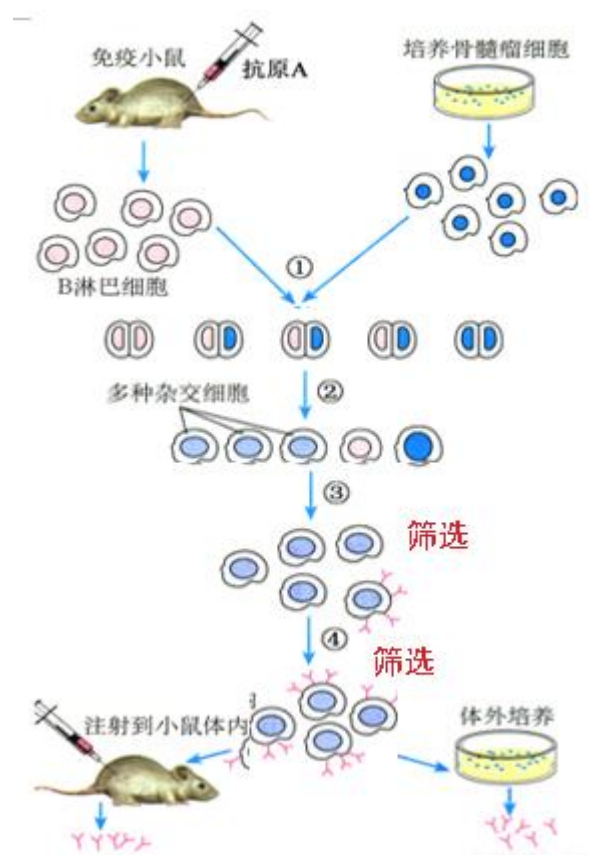 免疫小鼠
抗原A
培养骨髓瘤细胞
B淋巴细胞
①
②
多种杂交细胞
③
筛选
④
筛选
注射到小鼠体内
体外培养